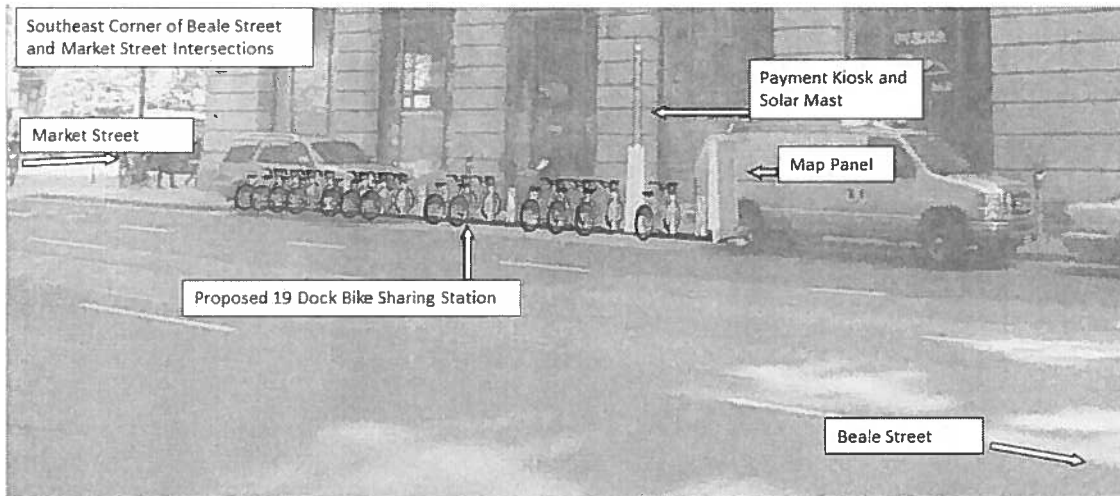 Southeast Corner of Beale Street
and Market Street Intersections
Payment Kiosk and
Solar Mast
Market Street
Map Panel
Proposed 19 Dock Bike Sharing Station
Beale Street